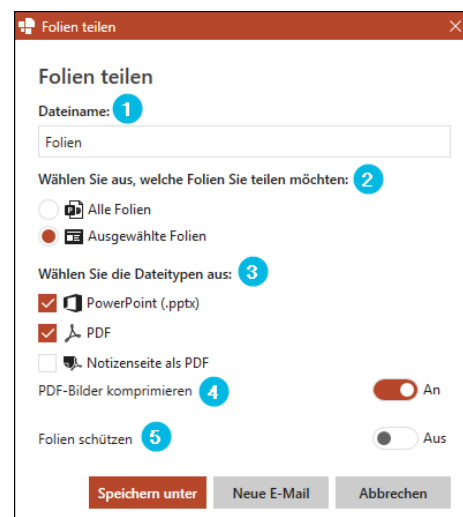 Folien teilen
Folien teilen
Dateiname: 1
Folien
Wählen Sie aus, welche Folien Sie teilen möchten: 2
Alle Folien
Ausgewählte Folien
Wählen Sie die Dateitypen aus: 3
PowerPoint (.pptx)
PDF
Notizenseite als PDF
PDF-Bilder komprimieren 4 An
Folien schützen 5 Aus
Speichern unter Neue E-Mail Abbrechen